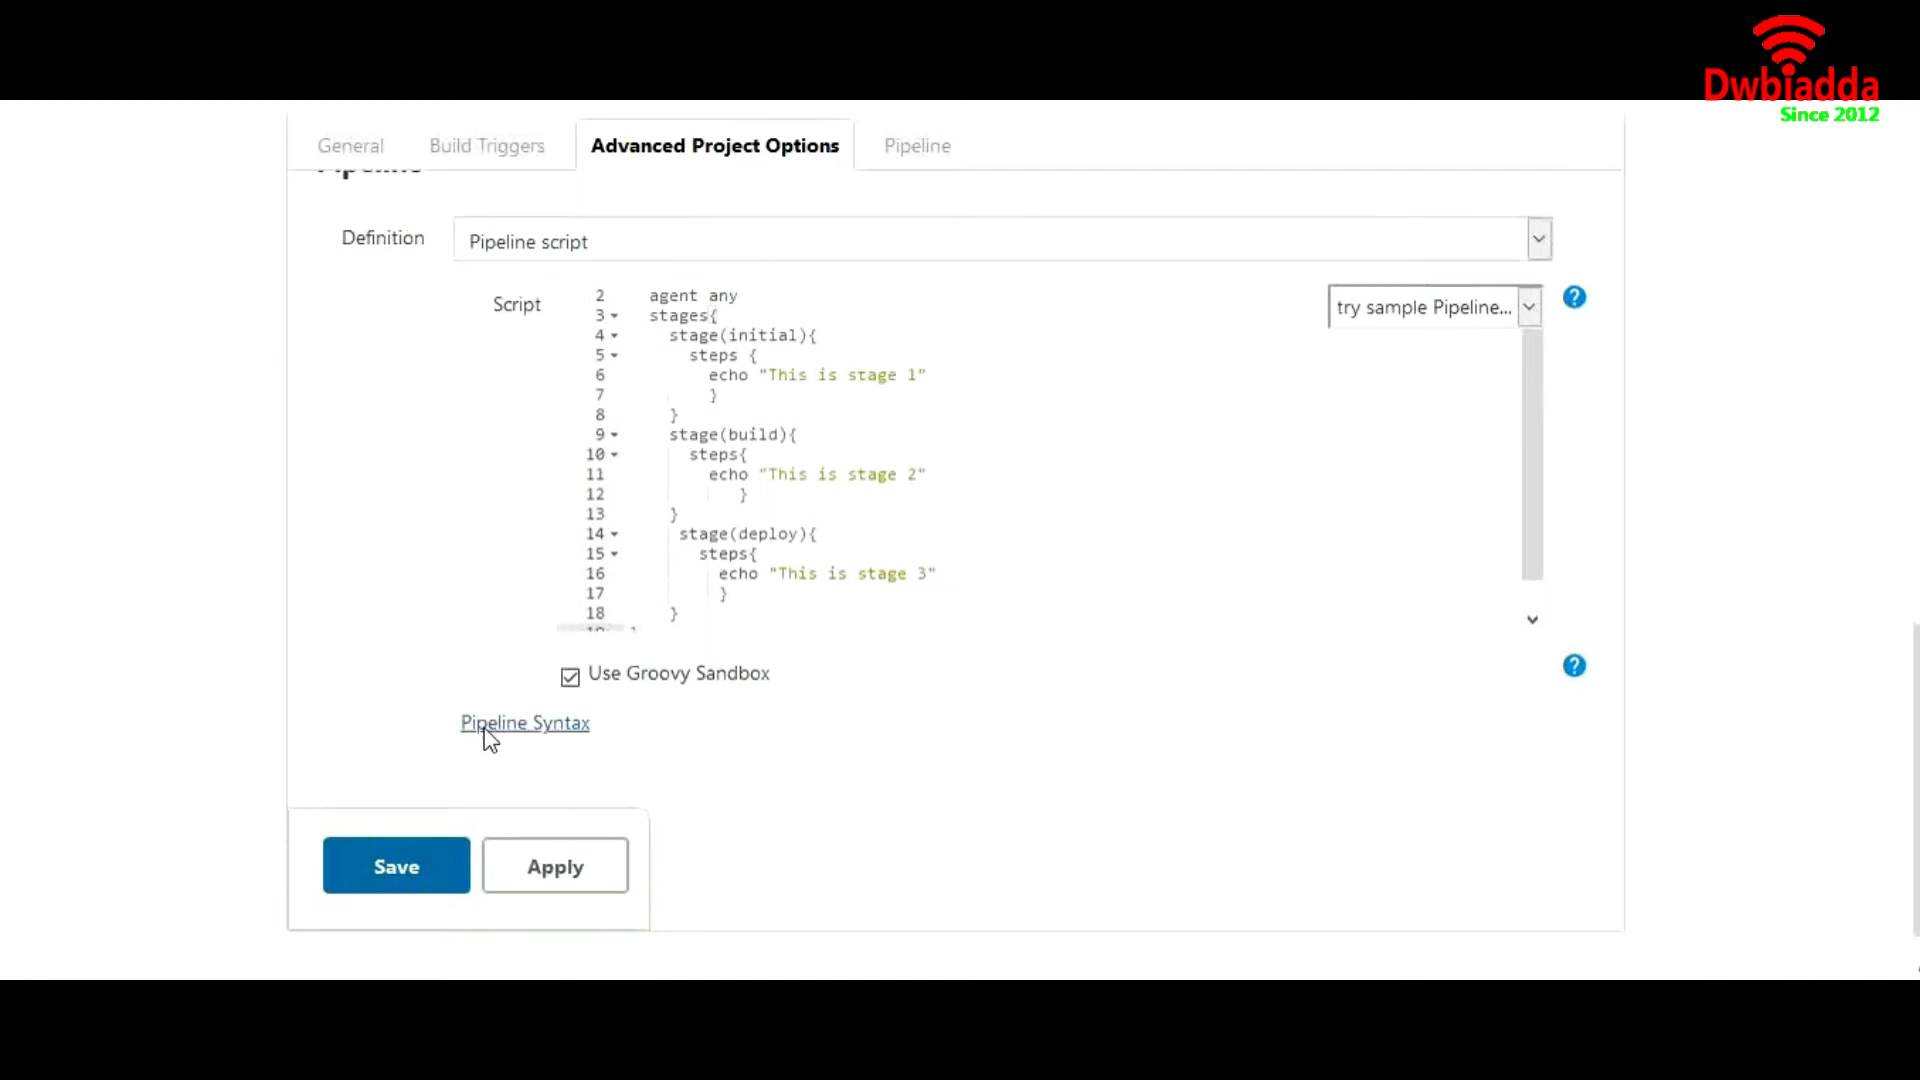 Dwbiadda
Since 2012
General Build Triggers Advanced Project Options Pipeline
Pipeline
Definition Pipeline script
Script try sample Pipeline...
2 agent any
3 stages{
4 stage(initial){
5 steps {
6 echo "This is stage 1"
7 }
8 }
9 stage(build){
10 steps{
11 echo "This is stage 2"
12 }
13 }
14 stage(deploy){
15 steps{
16 echo "This is stage 3"
17 }
18 }
Use Groovy Sandbox
Pipeline Syntax
Save Apply